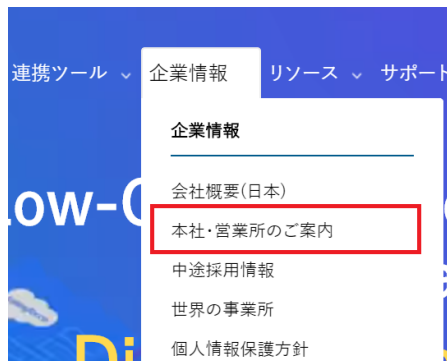 連携ツール 企業情報 リソース サポート
企業情報
会社概要(日本)
ow-C
本社・営業所のご案内
中途採用情報
世界の事業所
Di
個人情報保護方針